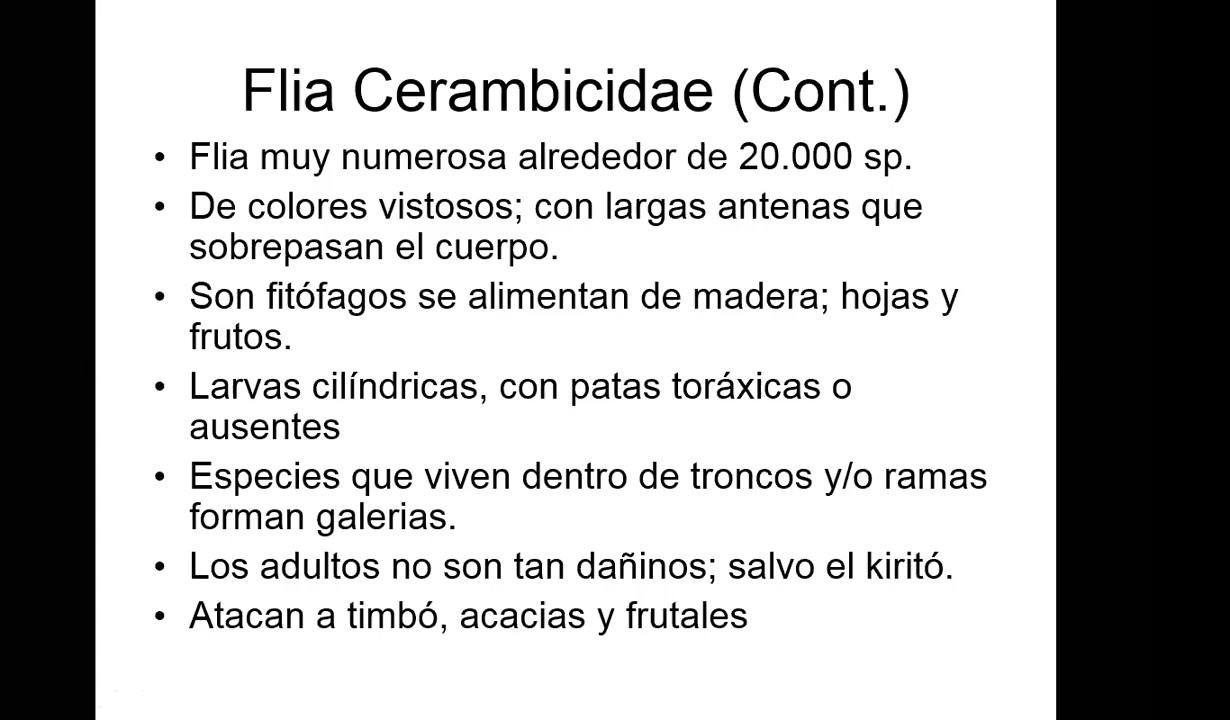 Flia Cerambicidae (Cont.)
• Flia muy numerosa alrededor de 20.000 sp.
• De colores vistosos; con largas antenas que
sobrepasan el cuerpo.
• Son fitófagos se alimentan de madera; hojas y
frutos.
• Larvas cilíndricas, con patas toráxicas o
ausentes
• Especies que viven dentro de troncos y/o ramas
forman galerias.
• Los adultos no son tan dañinos; salvo el kiritó.
• Atacan a timbó, acacias y frutales